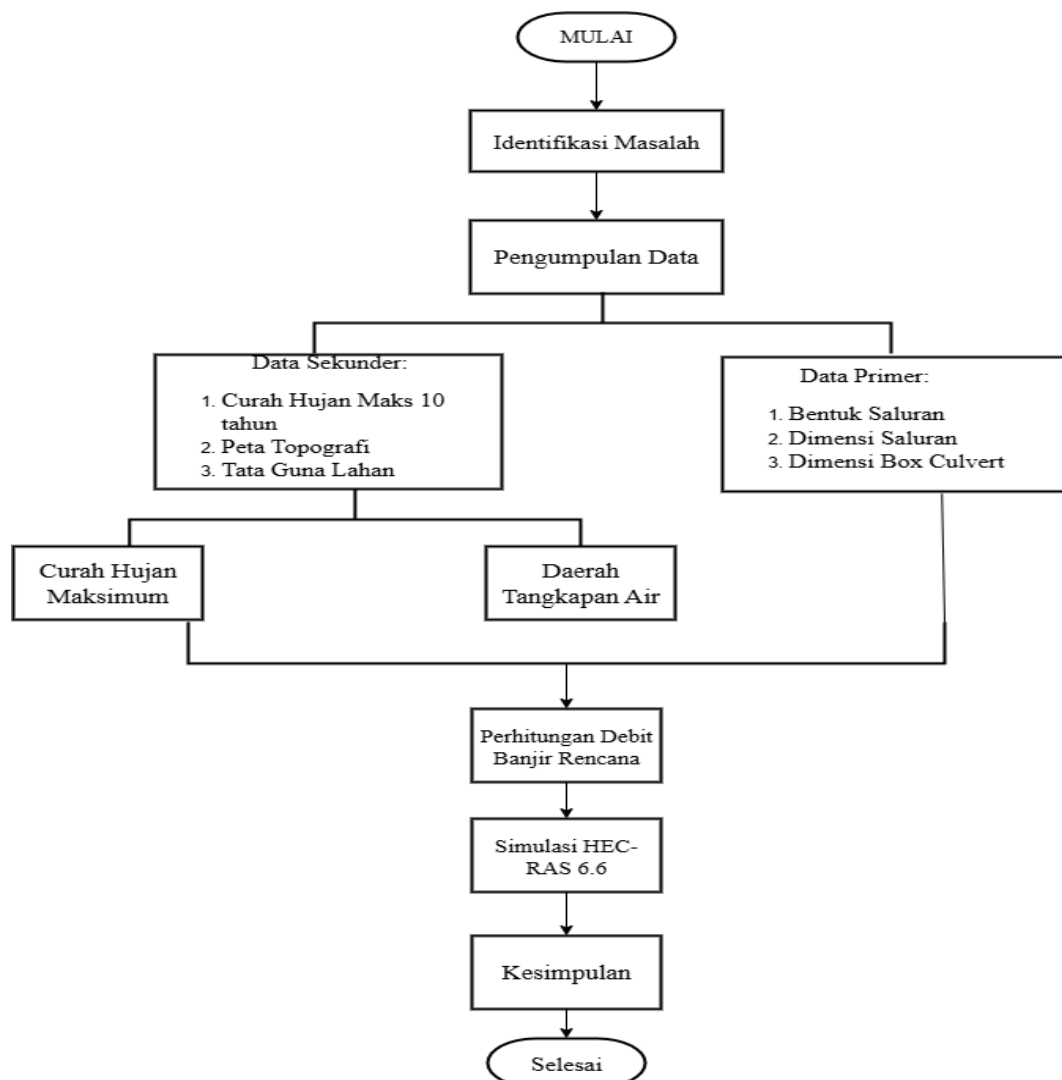 MULAI
Identifikasi Masalah
Pengumpulan Data
Data Sekunder:
1. Curah Hujan Maks 10
tahun
2. Peta Topografi
3. Tata Guna Lahan
Data Primer:
1. Bentuk Saluran
2. Dimensi Saluran
3. Dimensi Box Culvert
Curah Hujan
Maksimum
Daerah
Tangkapan Air
Perhitungan Debit
Banjir Rencana
Simulasi HEC-
RAS 6.6
Kesimpulan
Selesai